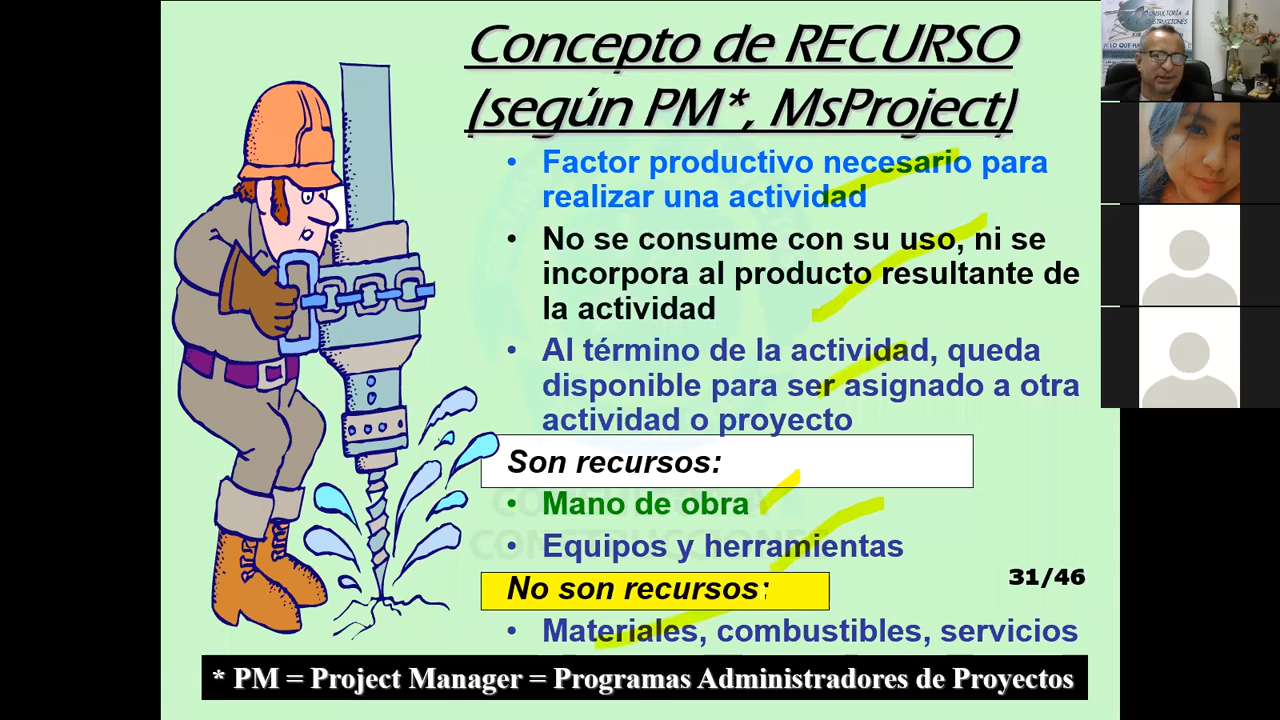 Concepto de RECURSO
(según PM*, MsProject)
• Factor productivo necesario para
realizar una actividad
• No se consume con su uso, ni se
incorpora al producto resultante de
la actividad
• Al término de la actividad, queda
disponible para ser asignado a otra
actividad o proyecto
Son recursos:
• Mano de obra
• Equipos y herramientas
No son recursos:
• Materiales, combustibles, servicios
31/46
* PM = Project Manager = Programas Administradores de Proyectos
CONSULTORÍA A
CONSTRUCCIONES